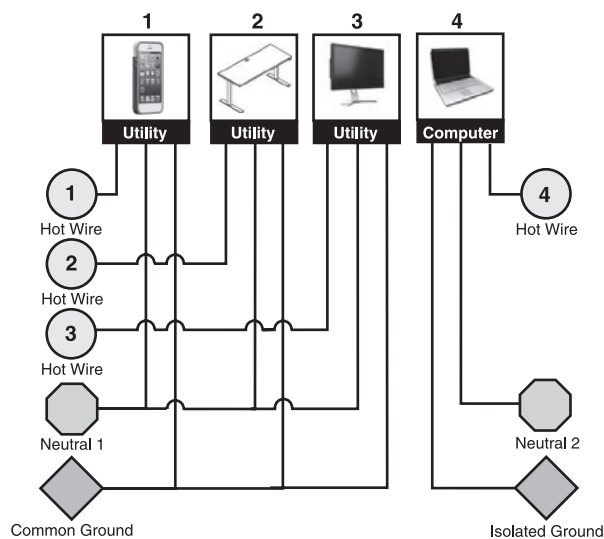 1 2 3 4
Utility Utility Utility Computer
1 4
Hot Wire Hot Wire
2
Hot Wire
3
Hot Wire
Neutral 1 Neutral 2
Common Ground Isolated Ground